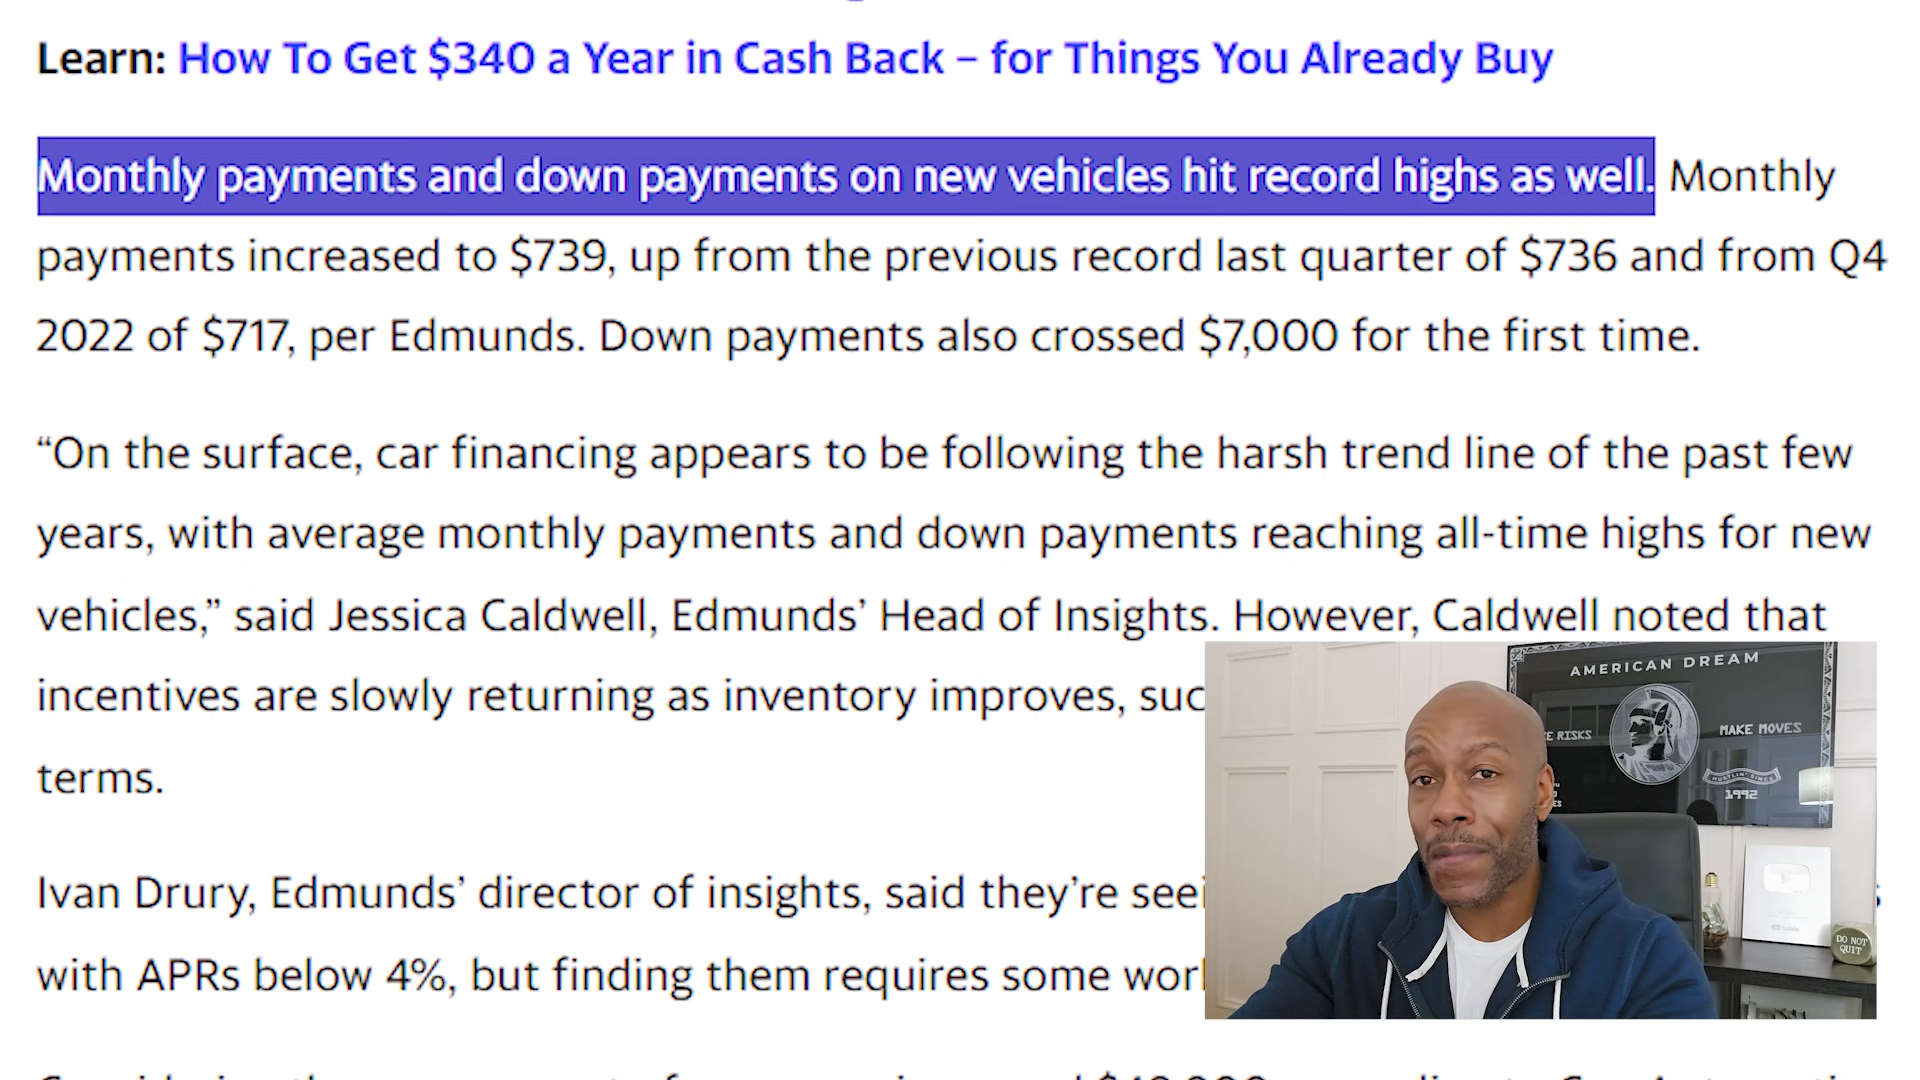 Learn: How To Get $340 a Year in Cash Back – for Things You Already Buy
Monthly payments and down payments on new vehicles hit record highs as well. Monthly
payments increased to $739, up from the previous record last quarter of $736 and from Q4
2022 of $717, per Edmunds. Down payments also crossed $7,000 for the first time.
“On the surface, car financing appears to be following the harsh trend line of the past few
years, with average monthly payments and down payments reaching all-time highs for new
vehicles,” said Jessica Caldwell, Edmunds’ Head of Insights. However, Caldwell noted that
incentives are slowly returning as inventory improves, suc
terms.
Ivan Drury, Edmunds’ director of insights, said they’re seei
with APRs below 4%, but finding them requires some wor
AMERICAN DREAM
RISKS
MAKE MOVES
HUSTLIN' SINCE
1992
DO NOT
QUIT